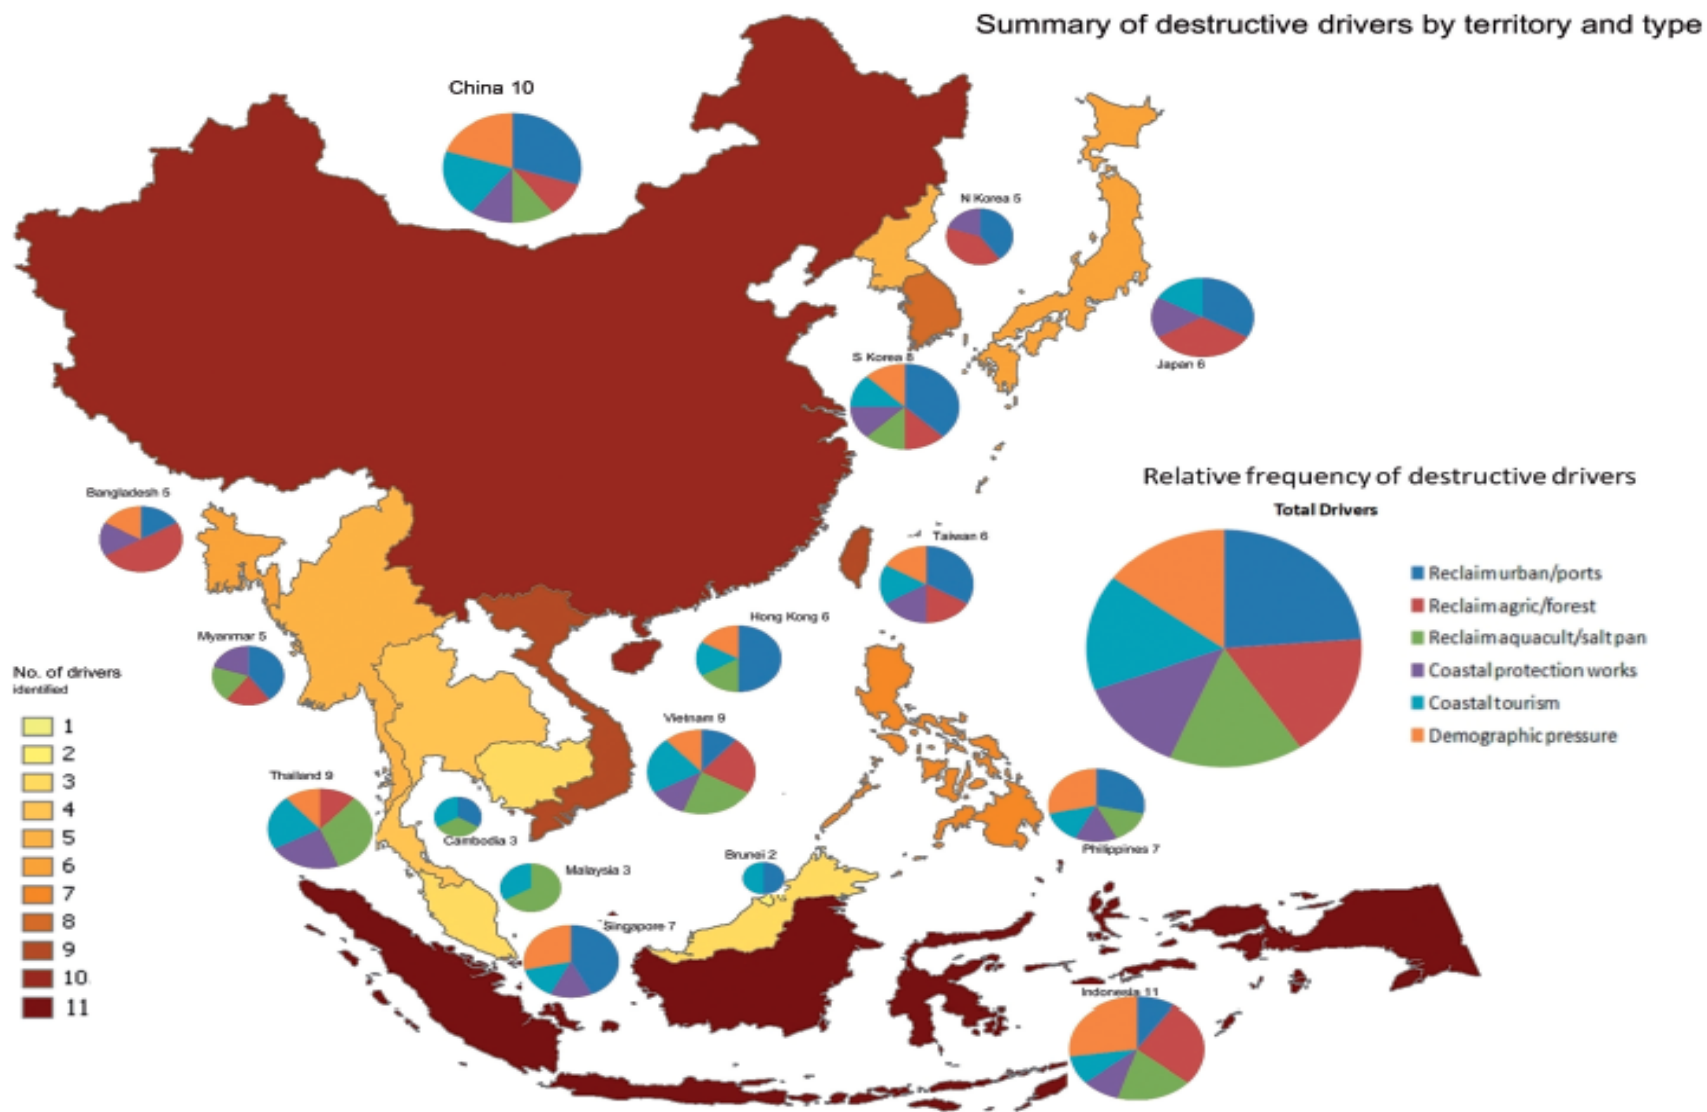 Summary of destructive drivers by territory and type
China 10
N Korea 5
Japan 6
S Korea 8
Bangladesh 5
Relative frequency of destructive drivers
Total Drivers
Taiwan 6
Reclaim urban/ports
Reclaim agric/forest
Reclaim aquacult/salt pan
Coastal protection works
Coastal tourism
Demographic pressure
Hong Kong 6
Myanmar 5
No. of drivers
identified
1
2
3
4
5
6
7
8
9
10
11
Vietnam 9
Thailand 9
Cambodia 3
Philippines 7
Brunei 2
Malaysia 3
Singapore 7
Indonesia 11